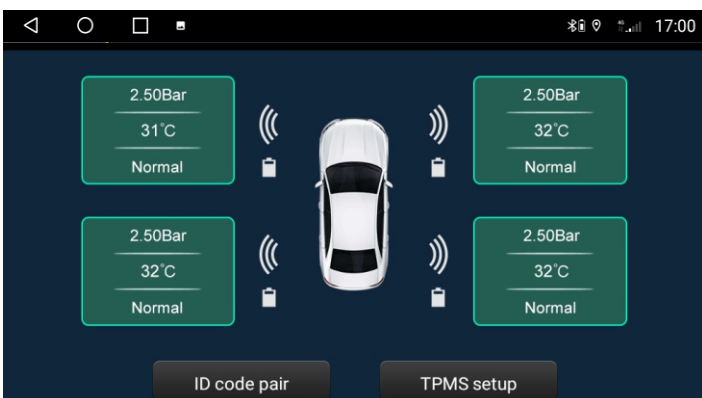 17:00
2.50Bar
31°C
Normal
2.50Bar
32°C
Normal
2.50Bar
32°C
Normal
2.50Bar
32°C
Normal
ID code pair
TPMS setup